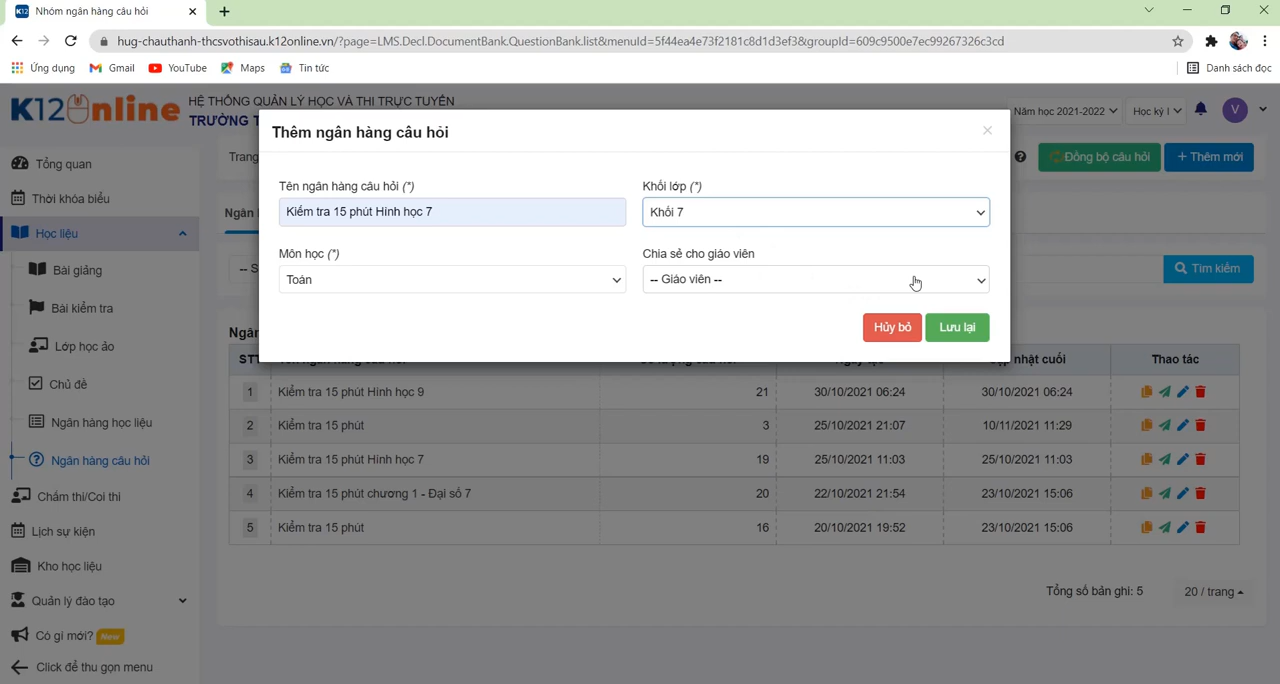 Nhóm ngân hàng câu hỏi
hug-chauthanh-thcsvothisau.k12online.vn/?page=LMS.Decl.DocumentBank.QuestionBank.list&menuId=5f44ea4e73f2181c8d1d3ef3&groupId=609c9500e7ec99267326c3cd
Ứng dụng
Gmail
YouTube
Maps
Tin tức
Danh sách đọc
K12Online
HỆ THỐNG QUẢN LÝ HỌC VÀ THI TRỰC TUYẾN
TRƯỜNG T
Năm học 2021-2022
Học kỳ I
V
Tổng quan
Thời khóa biểu
Học liệu
Bài giảng
Bài kiểm tra
Lớp học ảo
Chủ đề
Ngân hàng học liệu
Ngân hàng câu hỏi
Chấm thi/Coi thi
Lịch sự kiện
Kho học liệu
Quản lý đào tạo
Có gì mới? New
Click để thu gọn menu
Trang
Đồng bộ câu hỏi
+ Thêm mới
Ngân
-- S
Tìm kiếm
Thêm ngân hàng câu hỏi
×
Tên ngân hàng câu hỏi (*)
Khối lớp (*)
Kiểm tra 15 phút Hình học 7
Khối 7
Môn học (*)
Chia sẻ cho giáo viên
Toán
-- Giáo viên --
Hủy bỏ
Lưu lại
Ngân
nhật cuối
Thao tác
1 Kiểm tra 15 phút Hình học 9 21 30/10/2021 06:24 30/10/2021 06:24
2 Kiểm tra 15 phút 3 25/10/2021 21:07 10/11/2021 11:29
3 Kiểm tra 15 phút Hình học 7 19 25/10/2021 11:03 25/10/2021 11:03
4 Kiểm tra 15 phút chương 1 - Đại số 7 20 22/10/2021 21:54 23/10/2021 15:06
5 Kiểm tra 15 phút 16 20/10/2021 19:52 23/10/2021 15:06
Tổng số bản ghi: 5
20 / trang